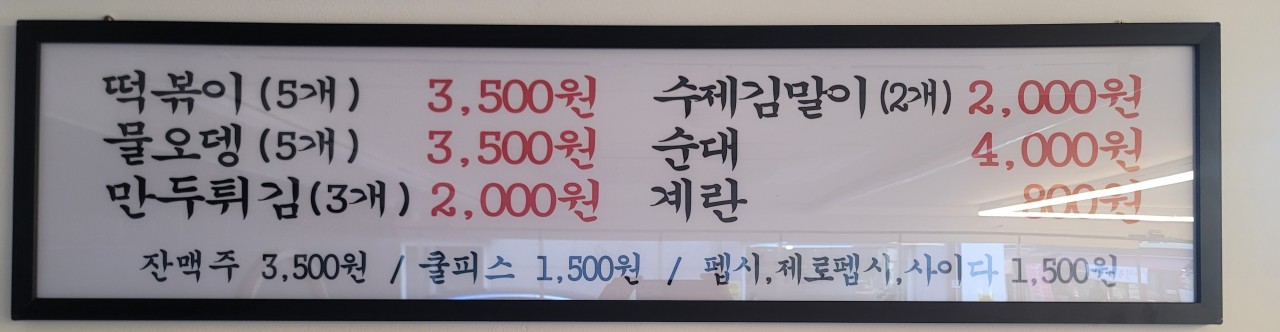 떡볶이(5개) 3,500원 수제김말이(2개) 2,000원
물오뎅(5개) 3,500원 순대 4,000원
만두튀김(3개) 2,000원 계란 800원
잔맥주 3,500원 / 쿨피스 1,500원 / 펩시,제로펩시,사이다 1,500원